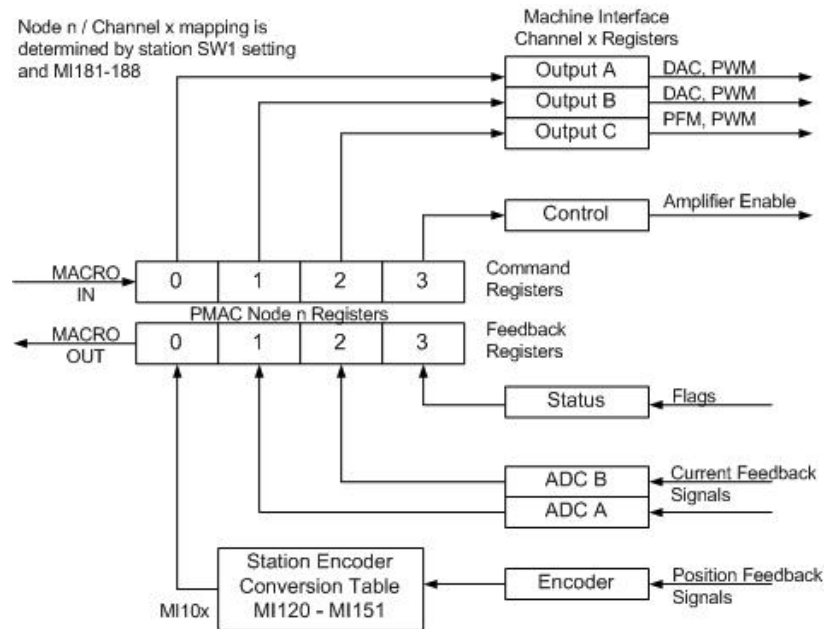 Node n / Channel x mapping is
determined by station SW1 setting
and MI181-188
Machine Interface
Channel x Registers
Output A
DAC, PWM
Output B
DAC, PWM
Output C
PFM, PWM
Control
Amplifier Enable
MACRO
IN
0
1
2
3
Command
Registers
PMAC Node n Registers
MACRO
OUT
0
1
2
3
Feedback
Registers
Status
Flags
ADC B
ADC A
Current Feedback
Signals
Station Encoder
Conversion Table
MI120 - MI151
MI10x
Encoder
Position Feedback
Signals